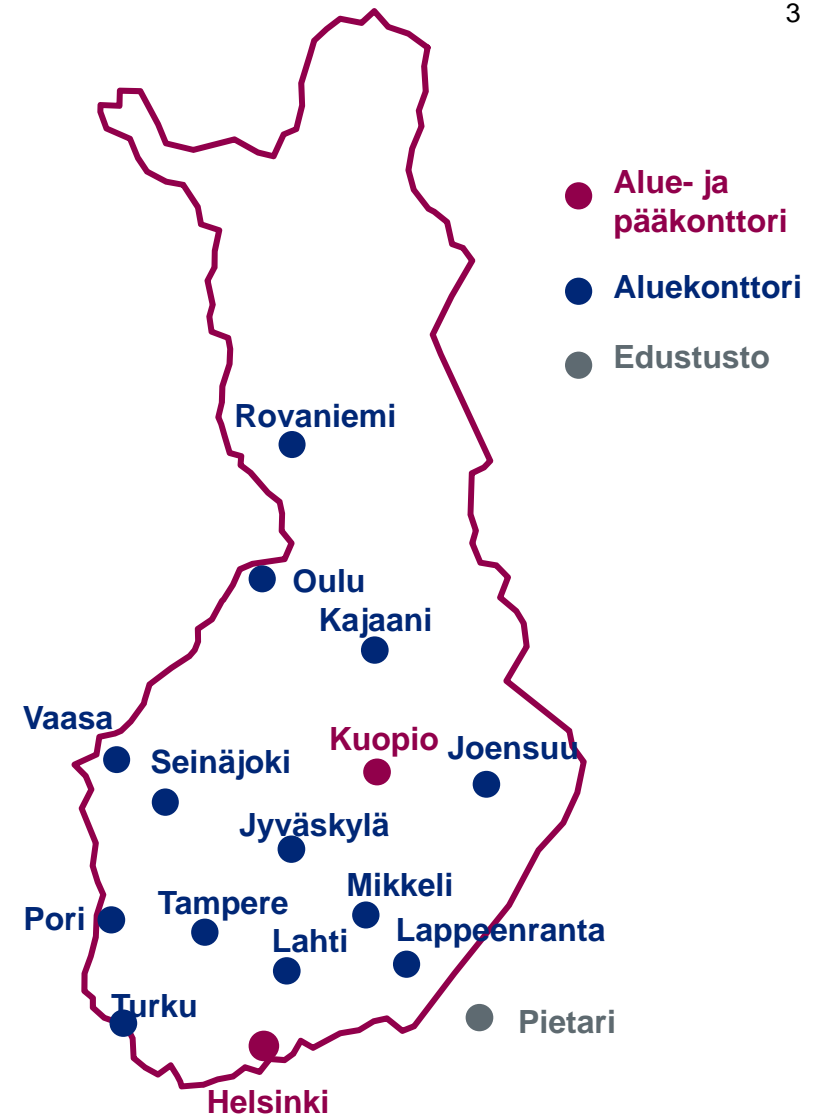 3
Alue- ja
pääkonttori
Aluekonttori
Edustusto
Rovaniemi
Oulu
Kajaani
Vaasa
Seinäjoki
Kuopio
Joensuu
Jyväskylä
Mikkeli
Tampere
Pori
Lahti
Lappeenranta
Turku
Pietari
Helsinki